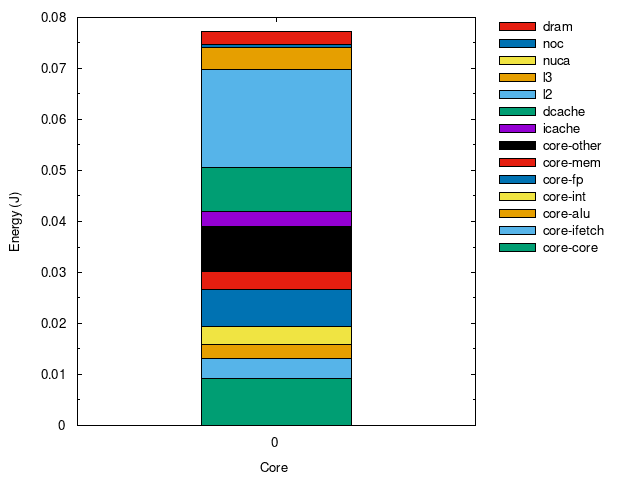 0.08
0.07
0.06
0.05
0.04
0.03
0.02
0.01
0
Energy (J)
0
Core
dram
noc
nuca
l3
l2
dcache
icache
core-other
core-mem
core-fp
core-int
core-alu
core-ifetch
core-core